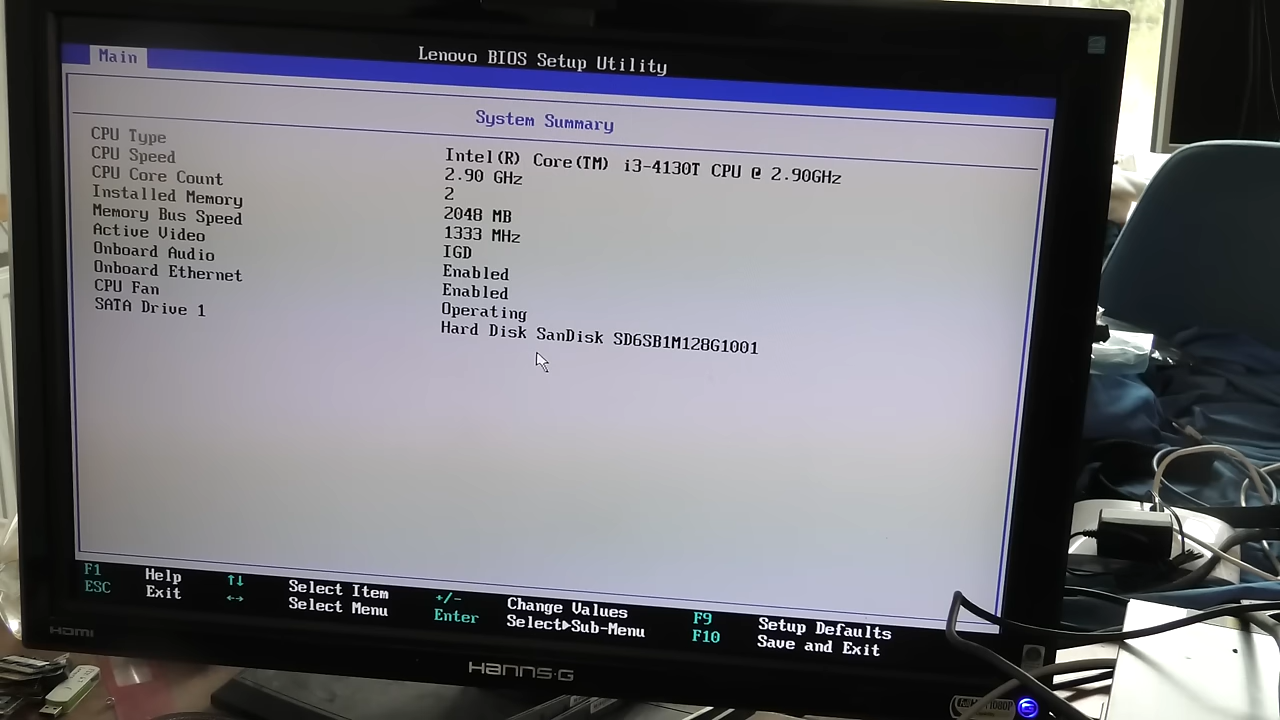 Lenovo BIOS Setup Utility
Main
System Summary
CPU Type Intel(R) Core(TM) i3-4130T CPU @ 2.90GHz
CPU Speed 2.90 GHz
CPU Core Count 2
Installed Memory 2048 MB
Memory Bus Speed 1333 MHz
Active Video IGD
Onboard Audio Enabled
Onboard Ethernet Enabled
CPU Fan Operating
SATA Drive 1 Hard Disk SanDisk SD6SB1M128G1001
F1 Help ↑↓ Select Item +/- Change Values F9 Setup Defaults
ESC Exit ←→ Select Menu Enter Select▶Sub-Menu F10 Save and Exit
HDMI
HANNS·G